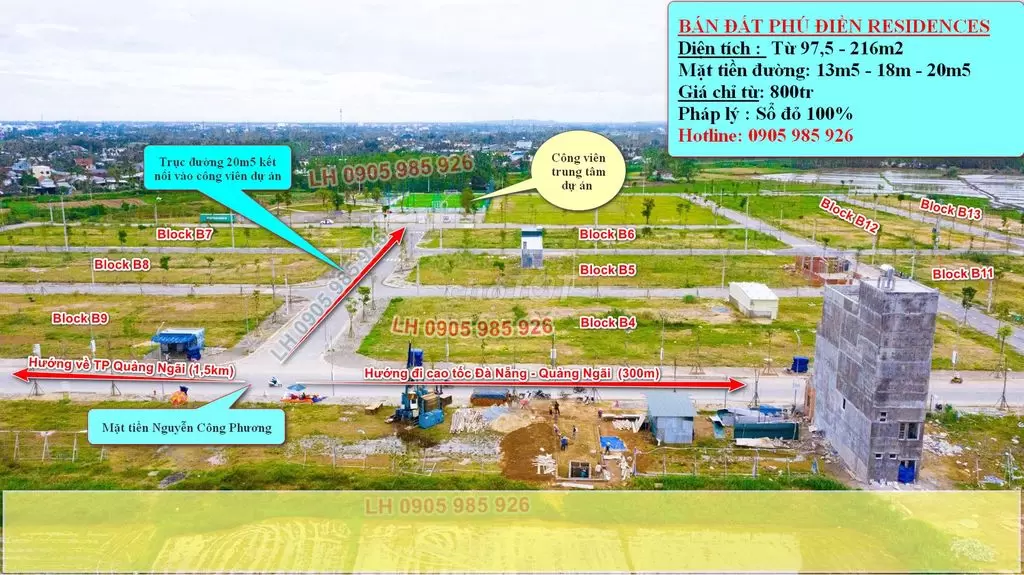 BÁN ĐẤT PHÚ ĐIỀN RESIDENCES
Diện tích : Từ 97,5 - 216m2
Mặt tiền đường: 13m5 - 18m - 20m5
Giá chỉ từ: 800tr
Pháp lý : Sổ đỏ 100%
Hotline: 0905 985 926
Trục đường 20m5 kết
nối vào công viên dự án
LH 0905 985 926
Công viên
trung tâm
dự án
Block B7
Block B6
Block B12
Block B13
Block B8
Block B5
Block B11
LH 0905 985 926
Block B9
LH 0905 985 926
Block B4
Hướng về TP Quảng Ngãi (1,5km)
Hướng đi cao tốc Đà Nẵng - Quảng Ngãi (300m)
Mặt tiền Nguyễn Công Phương
LH 0905 985 926